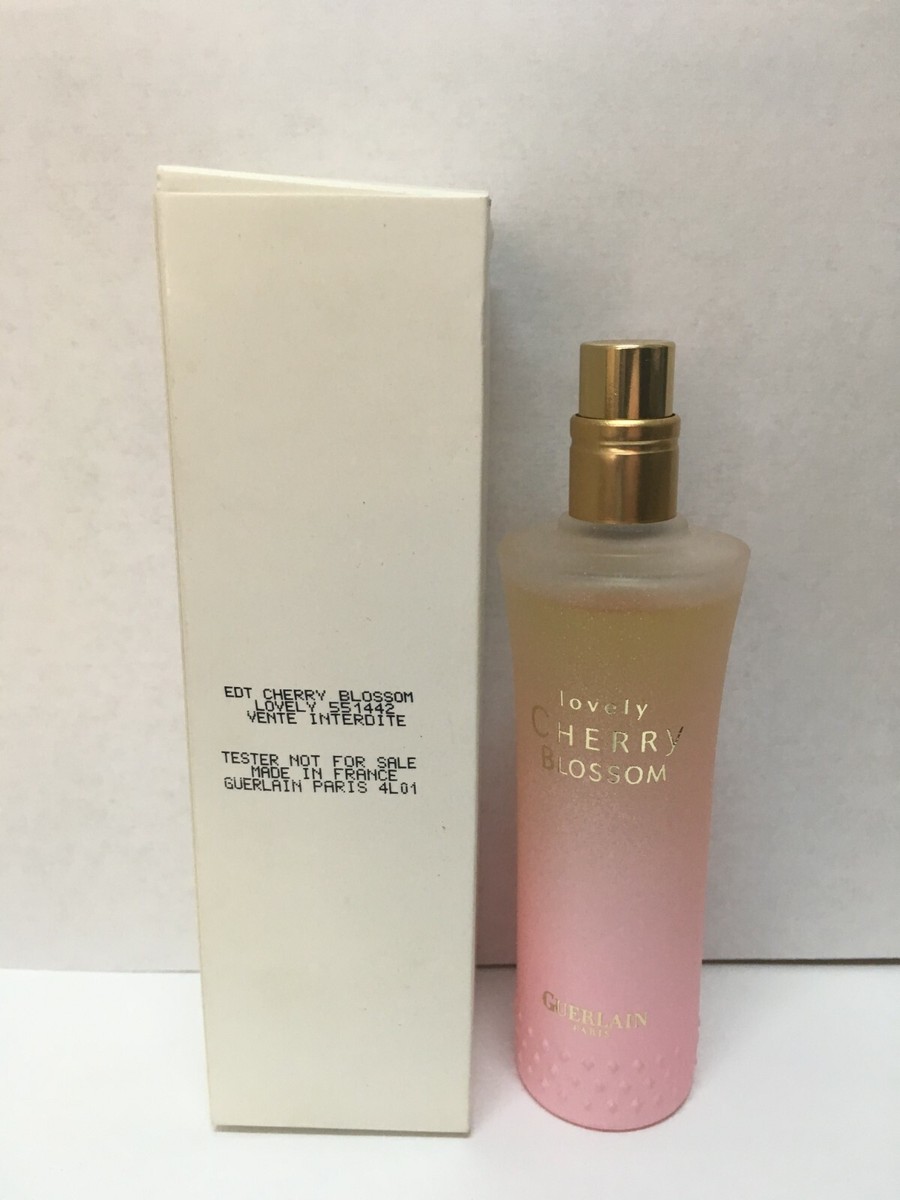 EDT CHERRY BLOSSOM
LOVELY 551442
VENTE INTERDITE
TESTER NOT FOR SALE
MADE IN FRANCE
GUERLAIN PARIS 4L01
lovely
CHERRY
BLOSSOM
GUERLAIN
PARIS